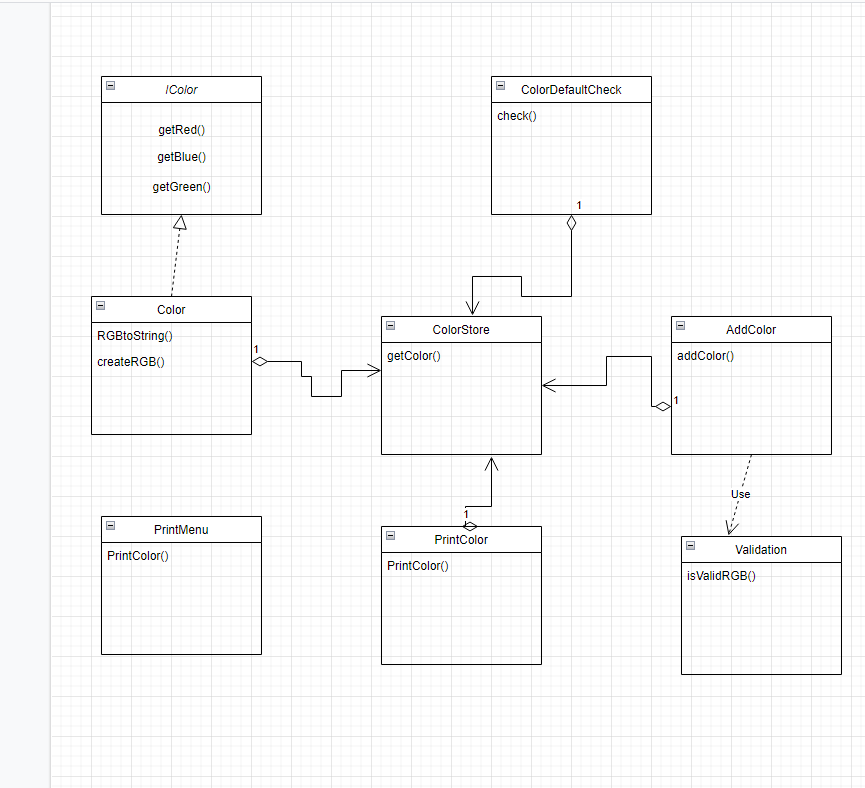 IColor
getRed()
getBlue()
getGreen()
ColorDefaultCheck
check()
1
Color
RGBtoString()
createRGB()
1
ColorStore
getColor()
AddColor
addColor()
1
Use
PrintMenu
PrintColor()
1
PrintColor
PrintColor()
Validation
isValidRGB()